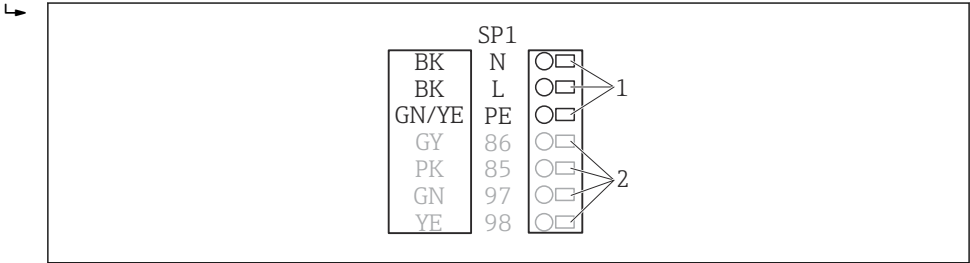 SP1
BK N
BK L 1
GN/YE PE
GY 86
PK 85 2
GN 97
YE 98